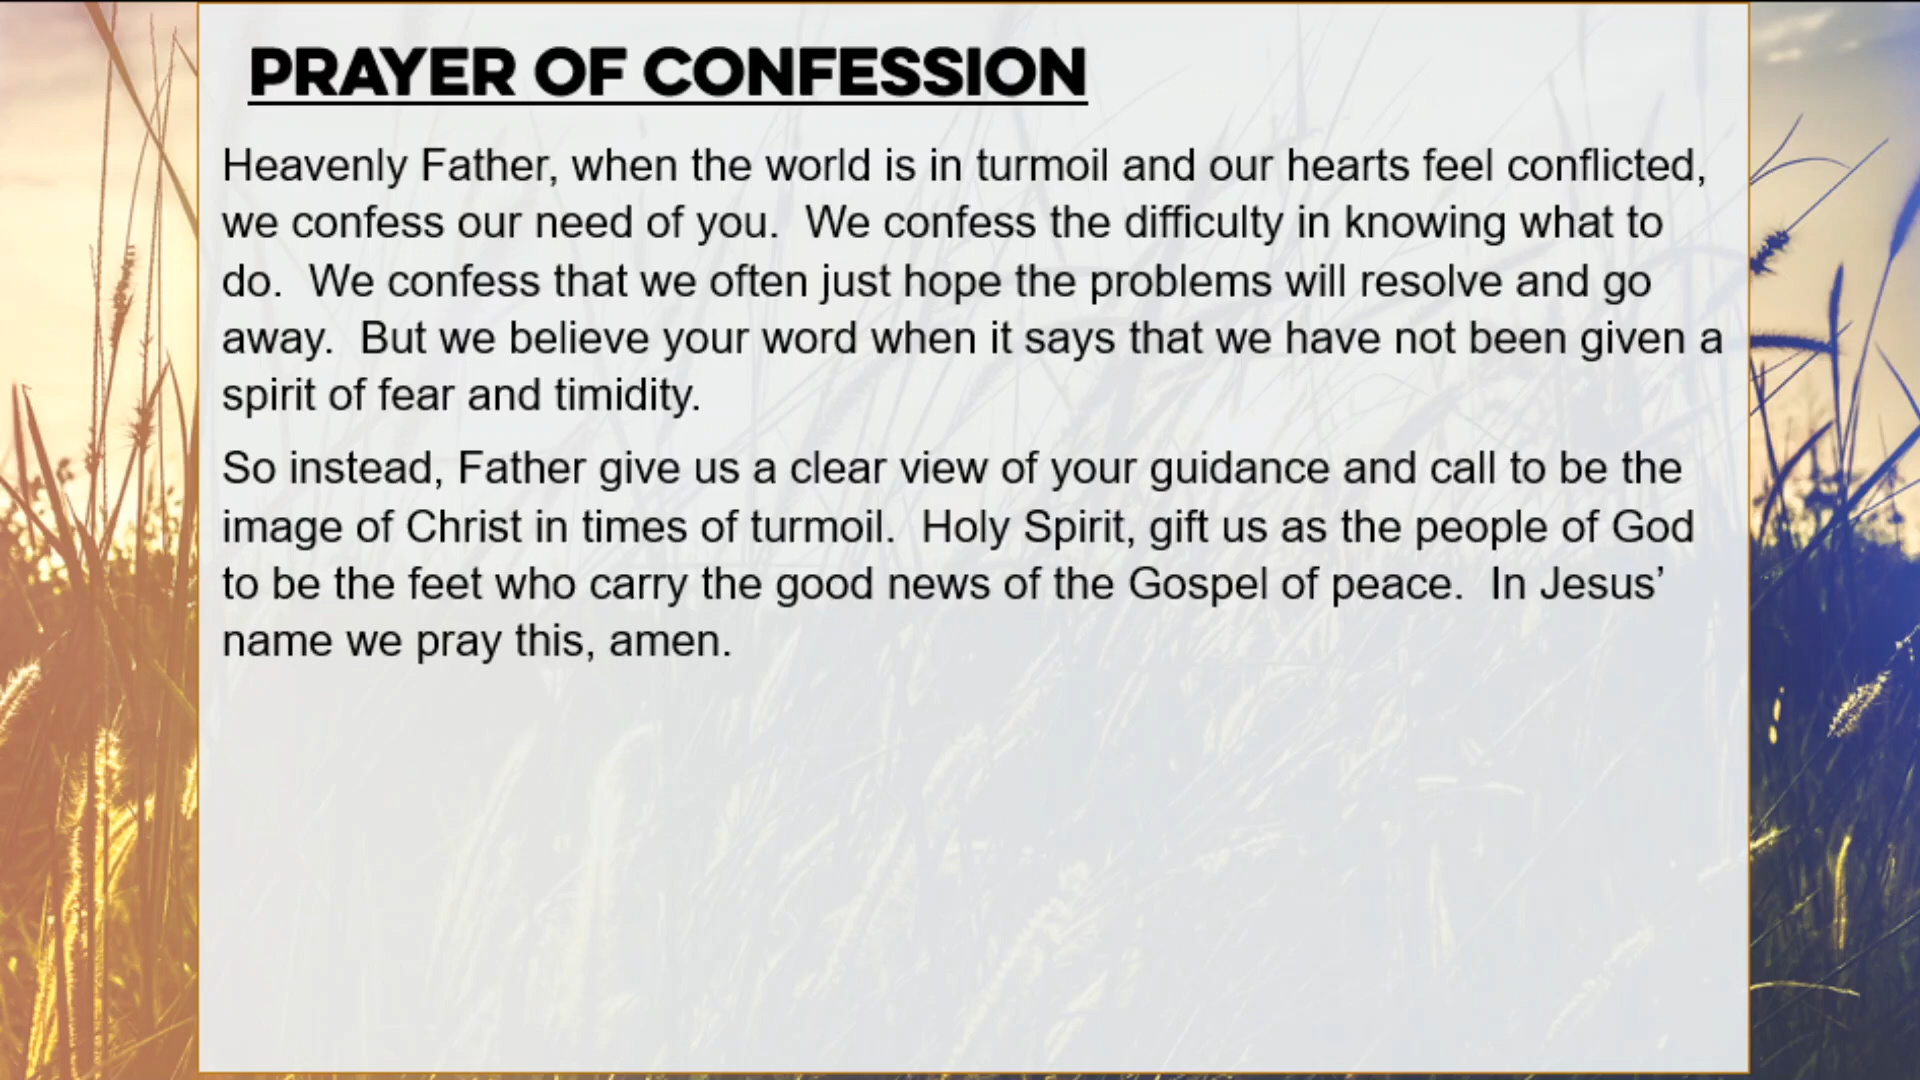 PRAYER OF CONFESSION
Heavenly Father, when the world is in turmoil and our hearts feel conflicted,
we confess our need of you.  We confess the difficulty in knowing what to
do.  We confess that we often just hope the problems will resolve and go
away.  But we believe your word when it says that we have not been given a
spirit of fear and timidity.
So instead, Father give us a clear view of your guidance and call to be the
image of Christ in times of turmoil.  Holy Spirit, gift us as the people of God
to be the feet who carry the good news of the Gospel of peace.  In Jesus’
name we pray this, amen.